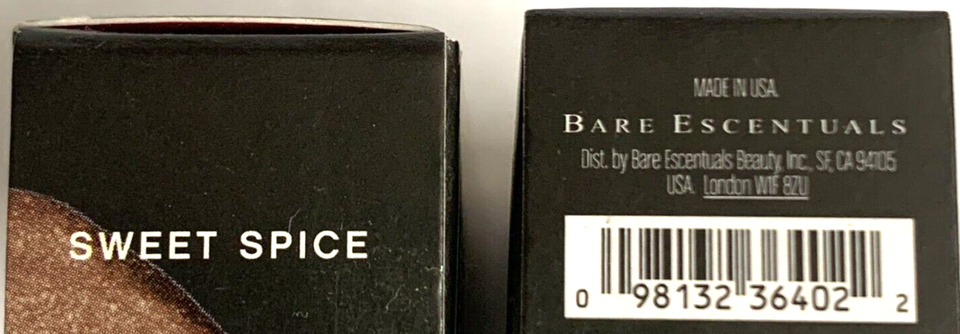 SWEET SPICE
MADE IN USA.
BARE ESCENTUALS
Dist. by Bare Escentuals Beauty, Inc., SF, CA 94105
USA. London W1F 8ZU
0 98132 36402 2